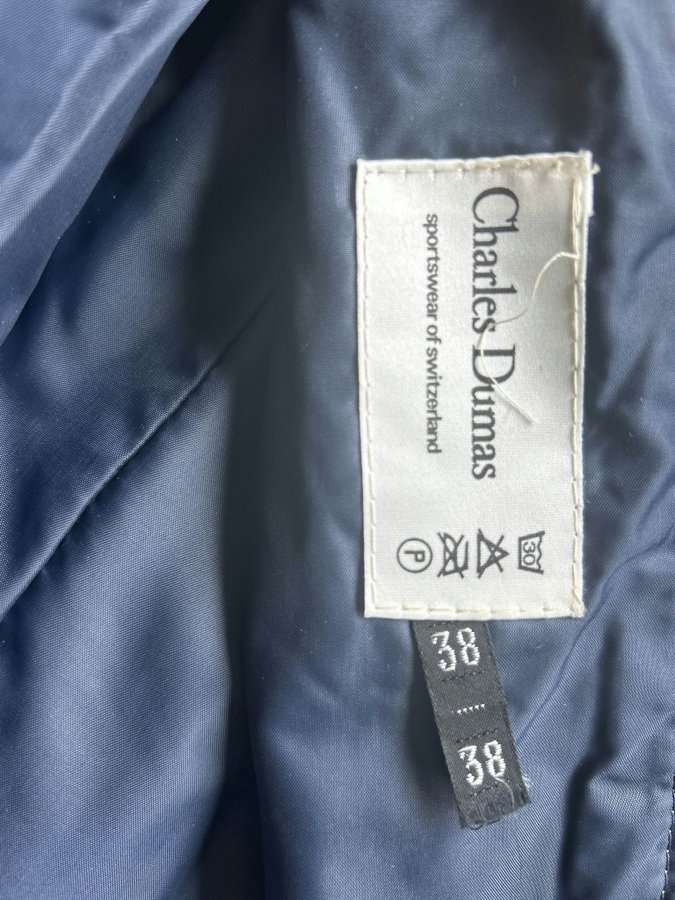 Charles Dumas
sportswear of switzerland
30
P
38
38